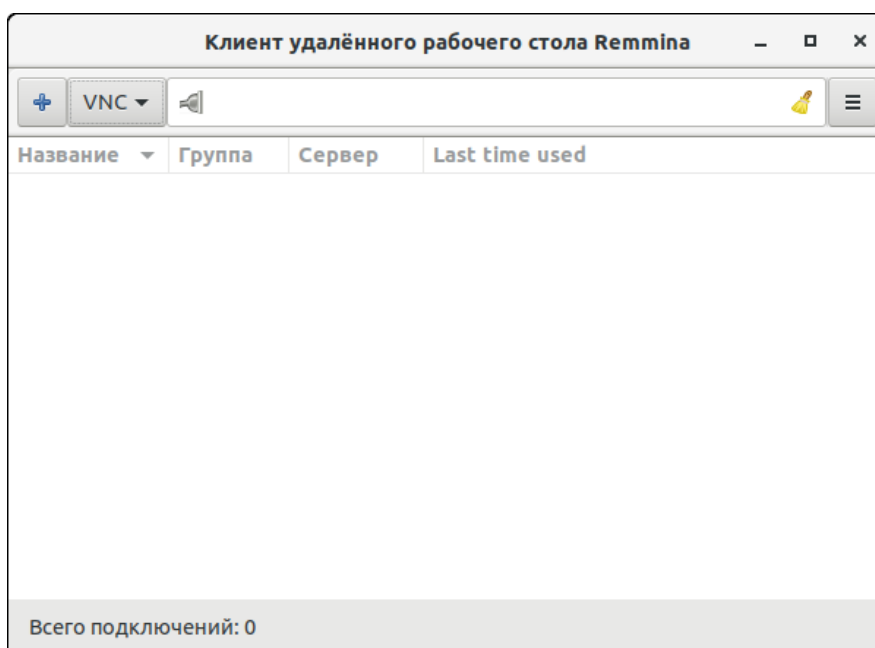 Клиент удалённого рабочего стола Remmina
VNC
Название Группа Сервер Last time used
Всего подключений: 0